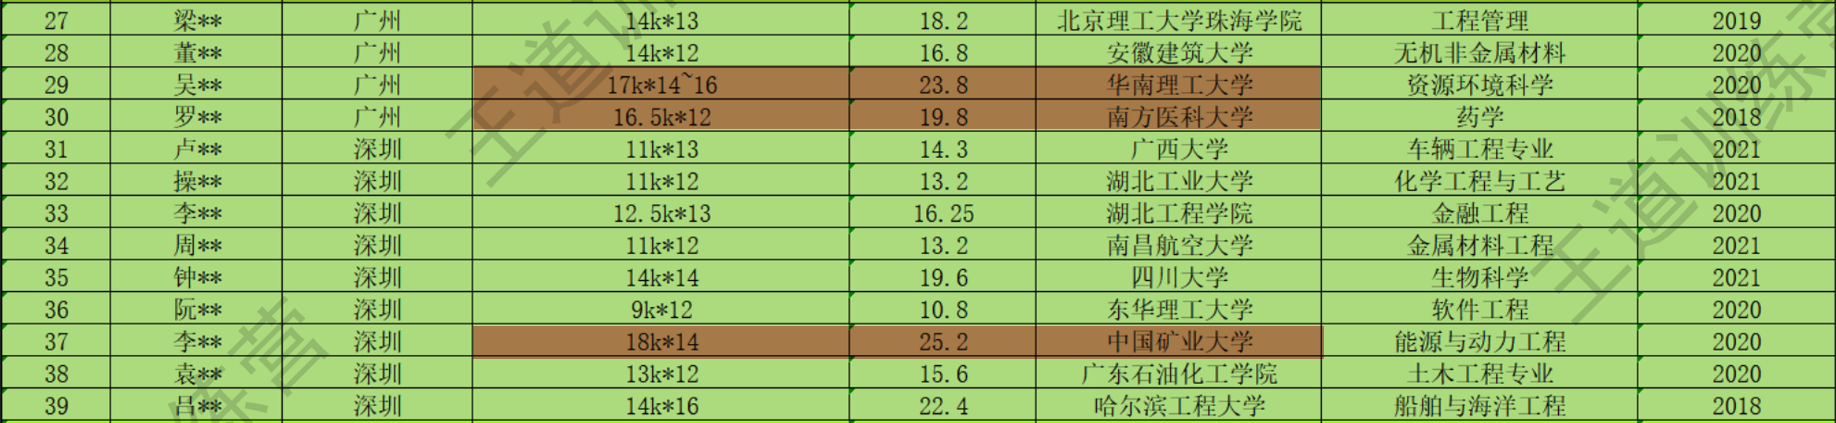 27 梁** 广州 14k*13 18.2 北京理工大学珠海学院 工程管理 2019
28 董** 广州 14k*12 16.8 安徽建筑大学 无机非金属材料 2020
29 吴** 广州 17k*14~16 23.8 华南理工大学 资源环境科学 2020
30 罗** 广州 16.5k*12 19.8 南方医科大学 药学 2018
31 卢** 深圳 11k*13 14.3 广西大学 车辆工程专业 2021
32 操** 深圳 11k*12 13.2 湖北工业大学 化学工程与工艺 2021
33 李** 深圳 12.5k*13 16.25 湖北工程学院 金融工程 2020
34 周** 深圳 11k*12 13.2 南昌航空大学 金属材料工程 2021
35 钟** 深圳 14k*14 19.6 四川大学 生物科学 2021
36 阮** 深圳 9k*12 10.8 东华理工大学 软件工程 2020
37 李** 深圳 18k*14 25.2 中国矿业大学 能源与动力工程 2020
38 袁** 深圳 13k*12 15.6 广东石油化工学院 土木工程专业 2020
39 吕** 深圳 14k*16 22.4 哈尔滨工程大学 船舶与海洋工程 2018
王道训
王道训练营
练营